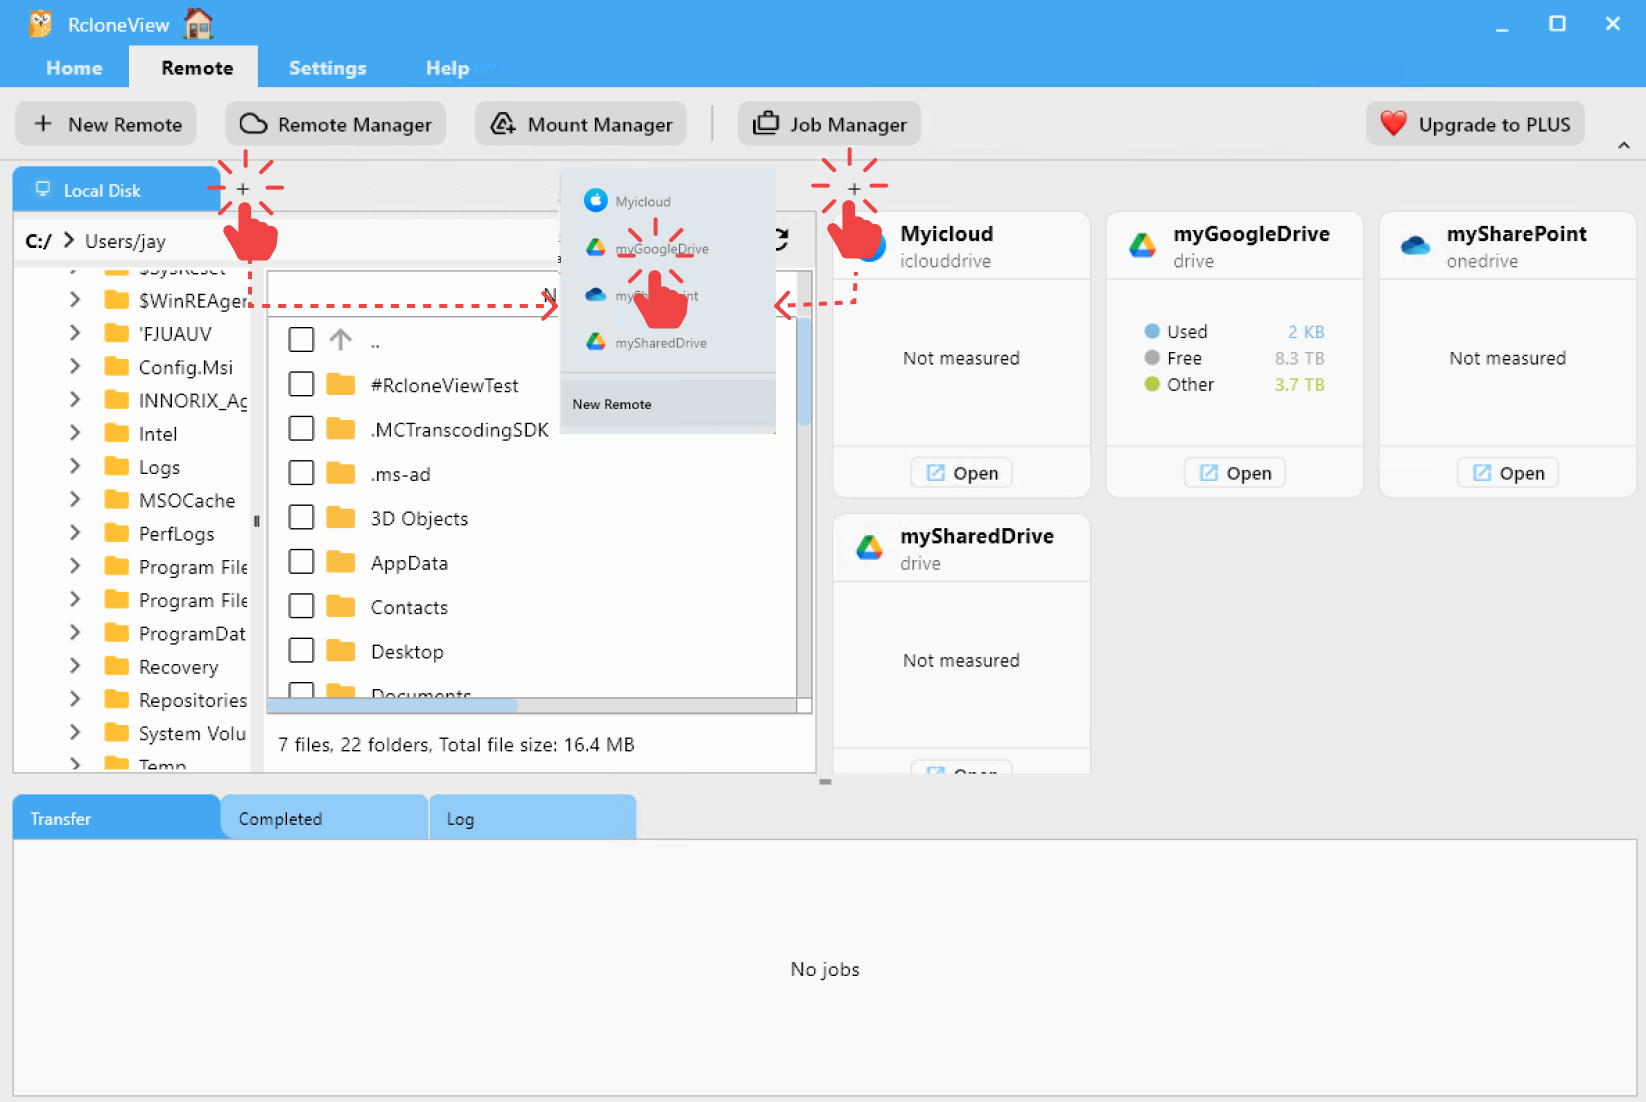 RcloneView
Home Remote Settings Help
New Remote Remote Manager Mount Manager Job Manager Upgrade to PLUS
Local Disk
C:/ Users/jay
$SysReset
$WinREAger
'FJUAUV
Config.Msi
INNORIX_Ag
Intel
Logs
MSOCache
PerfLogs
Program File
Program File
ProgramDat
Recovery
Repositories
System Volu
Temp
N
..
#RcloneViewTest
.MCTranscodingSDK
.ms-ad
3D Objects
AppData
Contacts
Desktop
Documents
7 files, 22 folders, Total file size: 16.4 MB
Myicloud
myGoogleDrive
mySharePoint
mySharedDrive
New Remote
Myicloud
iclouddrive
Not measured
Open
myGoogleDrive
drive
Used 2 KB
Free 8.3 TB
Other 3.7 TB
Open
mySharePoint
onedrive
Not measured
Open
mySharedDrive
drive
Not measured
Open
Transfer Completed Log
No jobs